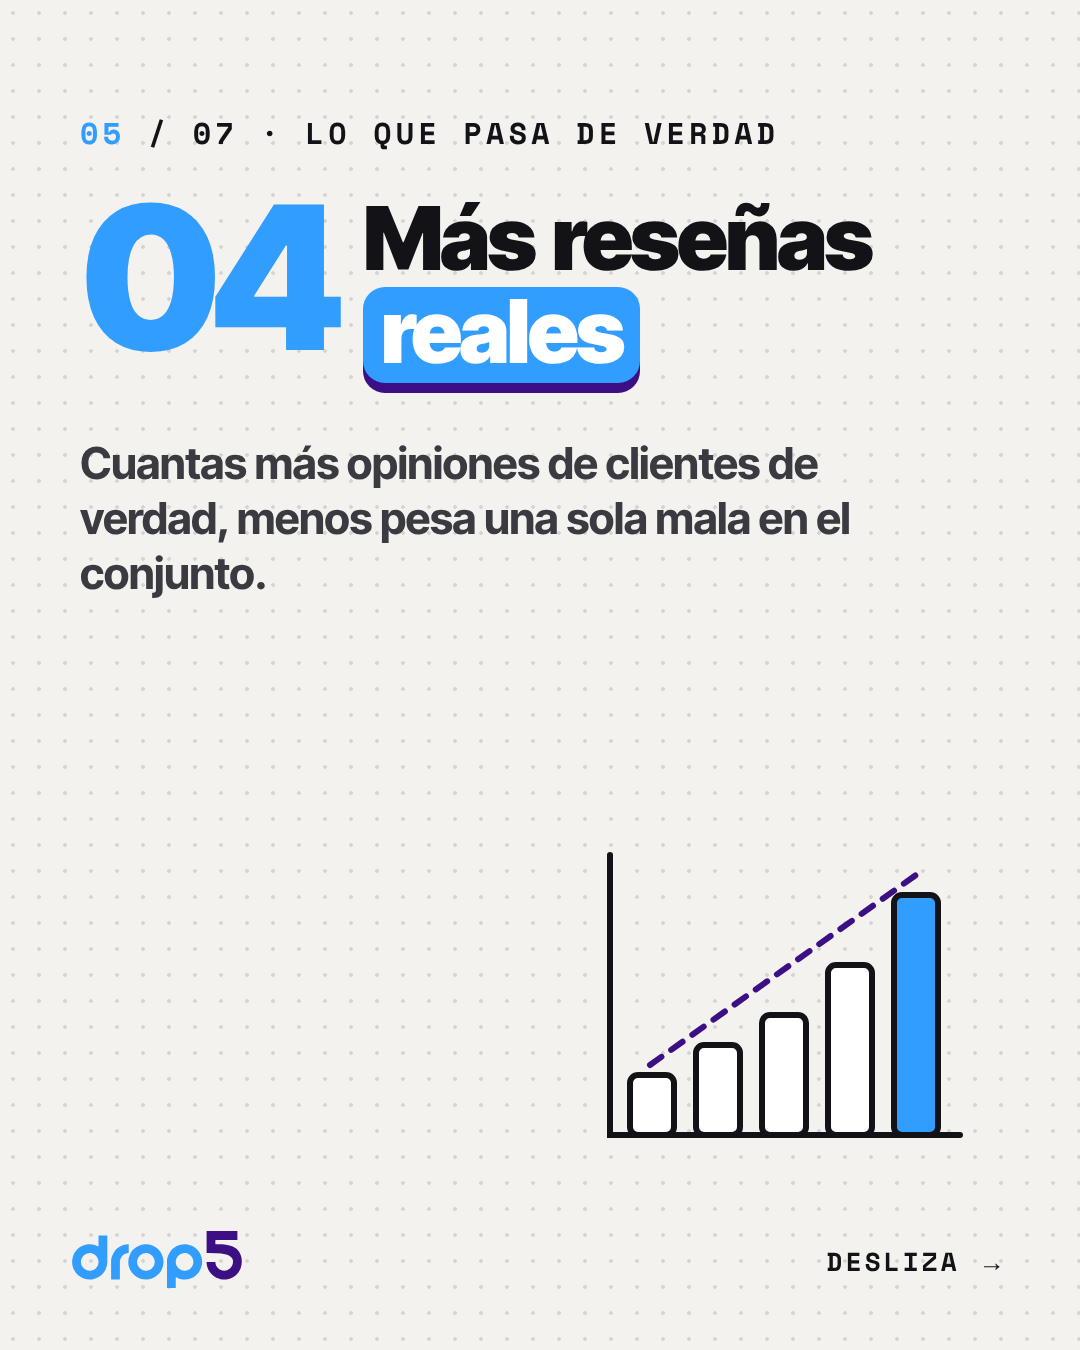 05 / 07 · LO QUE PASA DE VERDAD
04
Más reseñas
reales
Cuantas más opiniones de clientes de
verdad, menos pesa una sola mala en el
conjunto.
drop5
DESLIZA →